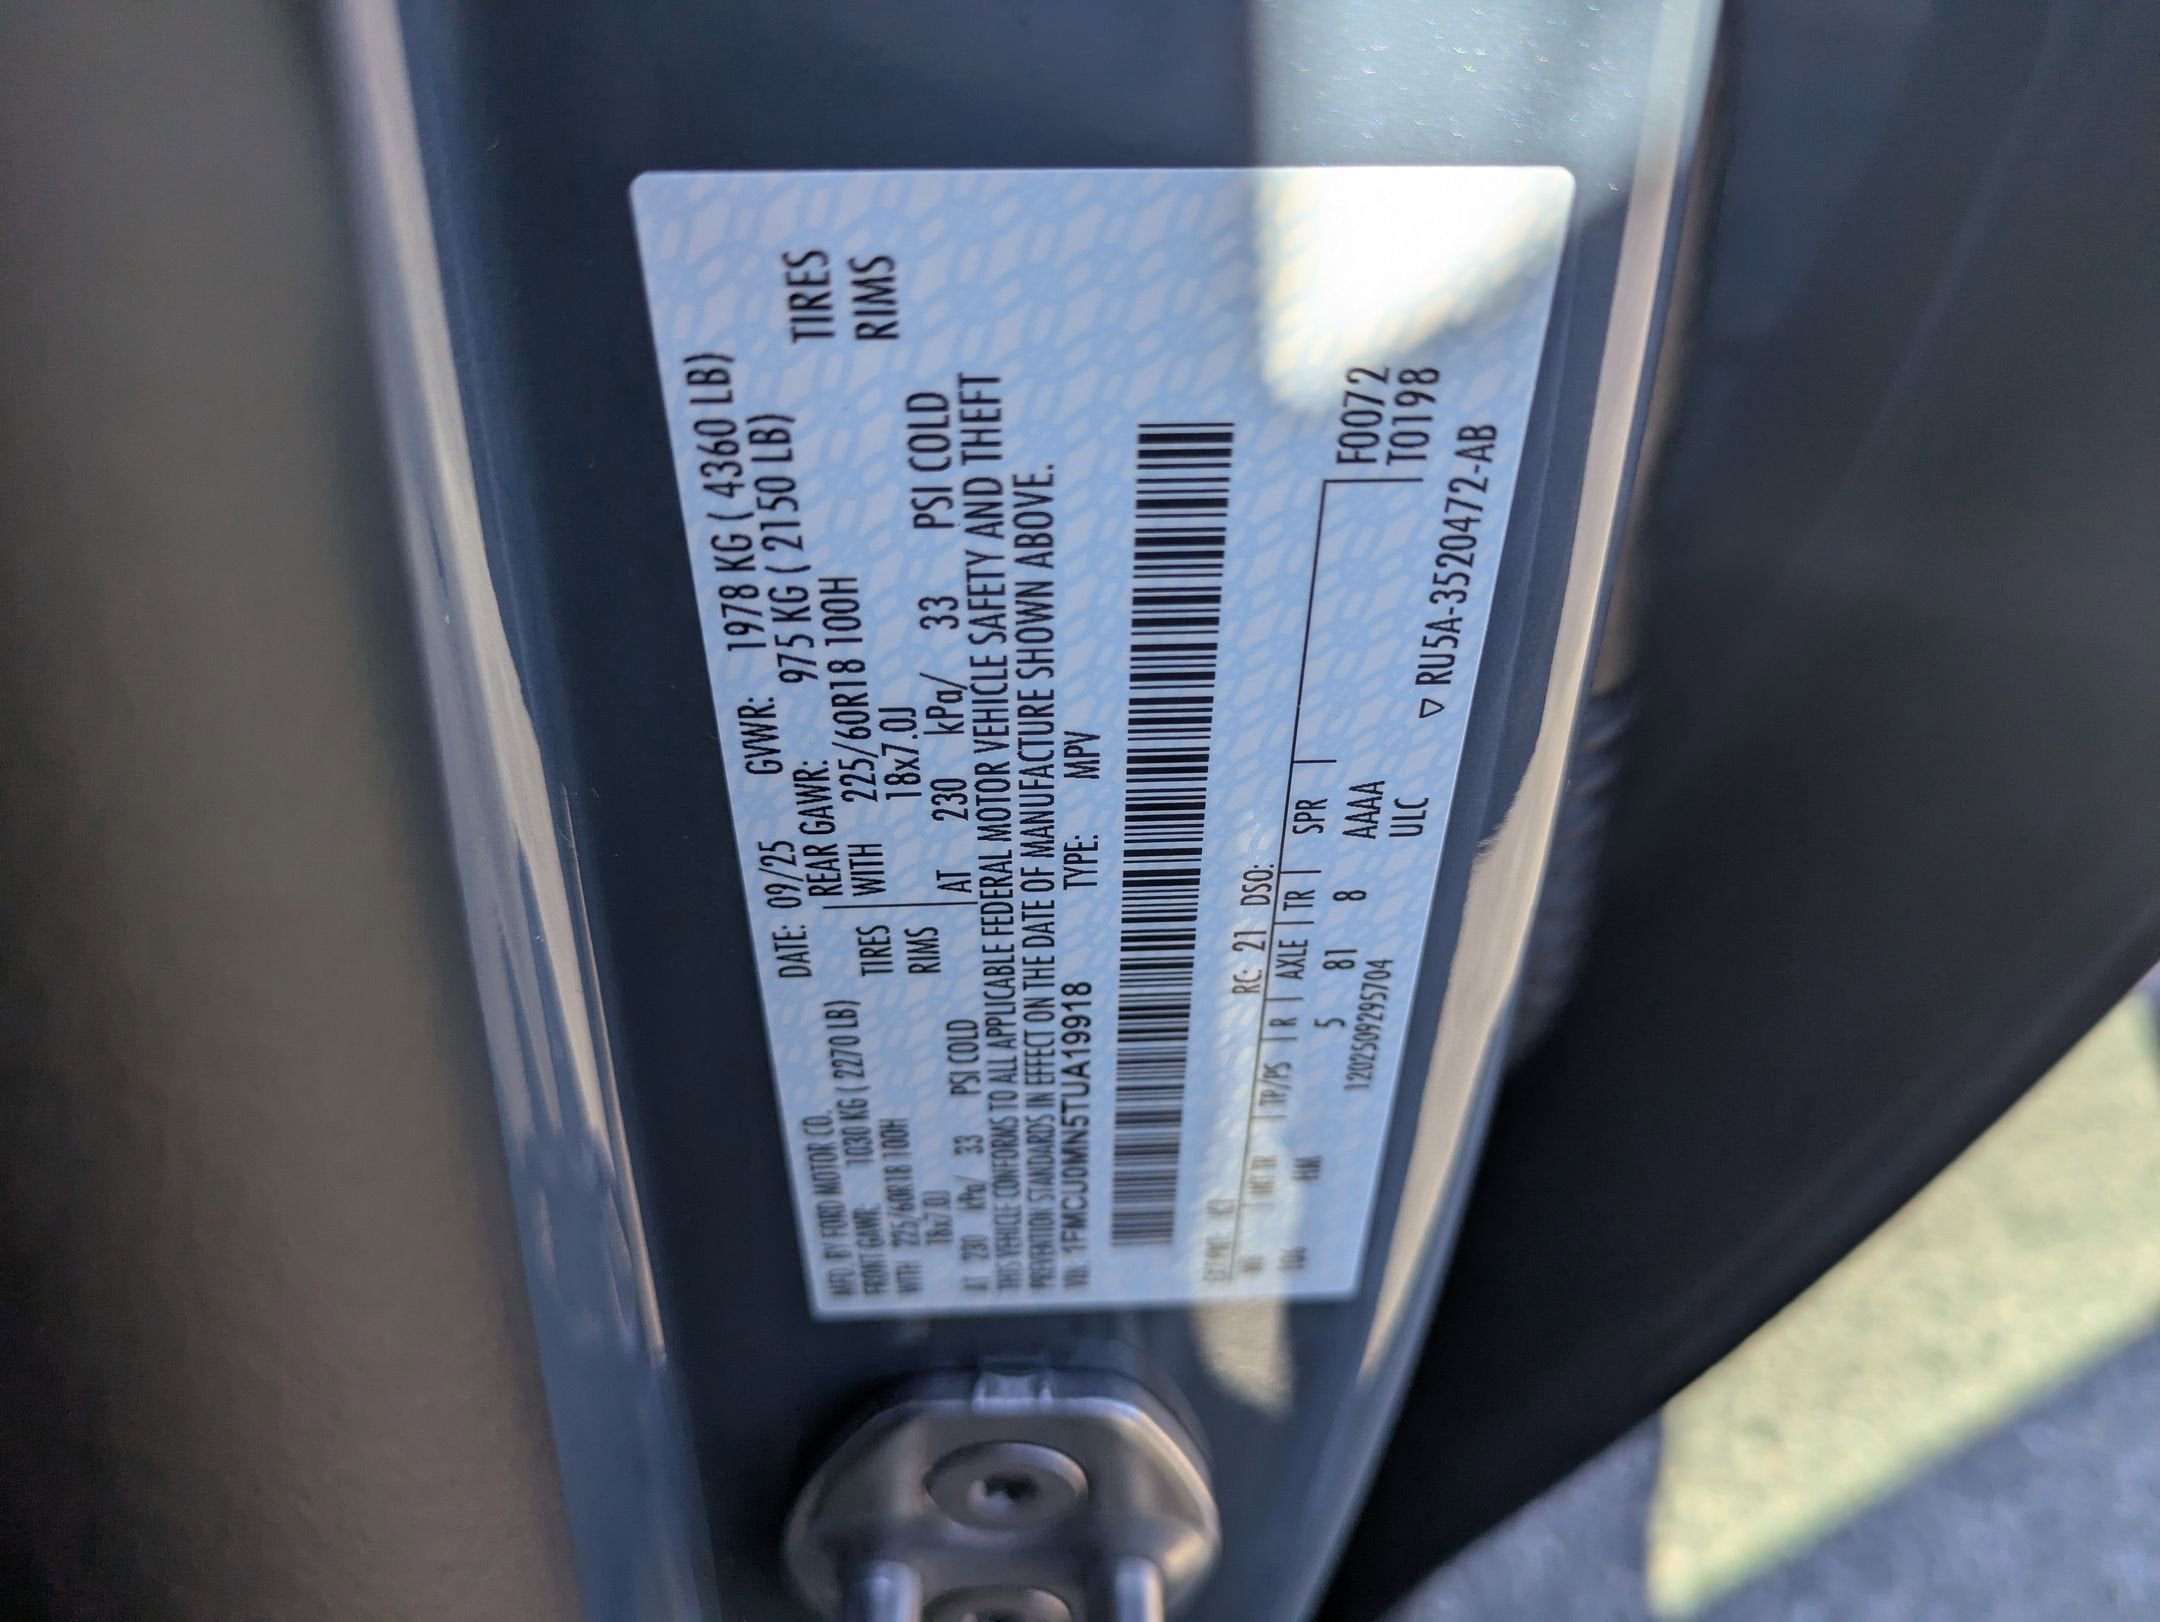 MFD. BY FORD MOTOR CO. DATE: 09/25 GVWR: 1978 KG ( 4360 LB)
FRONT GAWR: 1030 KG ( 2270 LB) REAR GAWR: 975 KG ( 2150 LB)
WITH 225/60R18 100H TIRES WITH 225/60R18 100H TIRES
18x7.0J RIMS 18x7.0J RIMS
AT 230 kPa/ 33 PSI COLD AT 230 kPa/ 33 PSI COLD
THIS VEHICLE CONFORMS TO ALL APPLICABLE FEDERAL MOTOR VEHICLE SAFETY AND THEFT
PREVENTION STANDARDS IN EFFECT ON THE DATE OF MANUFACTURE SHOWN ABOVE.
VIN: 1FMCU0MN5TUA19918 TYPE: MPV
RC: 21 DSO:
TP/PS R AXLE TR SPR
5 81 8 AAAA
ULC
F0072
T0198
1202509295704
▽ RU5A-3520472-AB